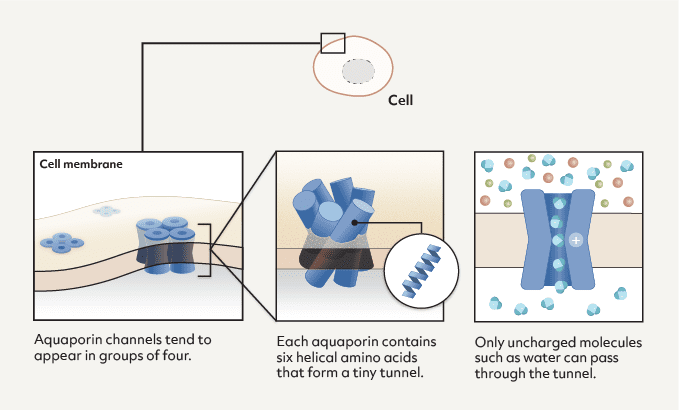 Cell
Cell membrane
+
Aquaporin channels tend to
appear in groups of four.
Each aquaporin contains
six helical amino acids
that form a tiny tunnel.
Only uncharged molecules
such as water can pass
through the tunnel.